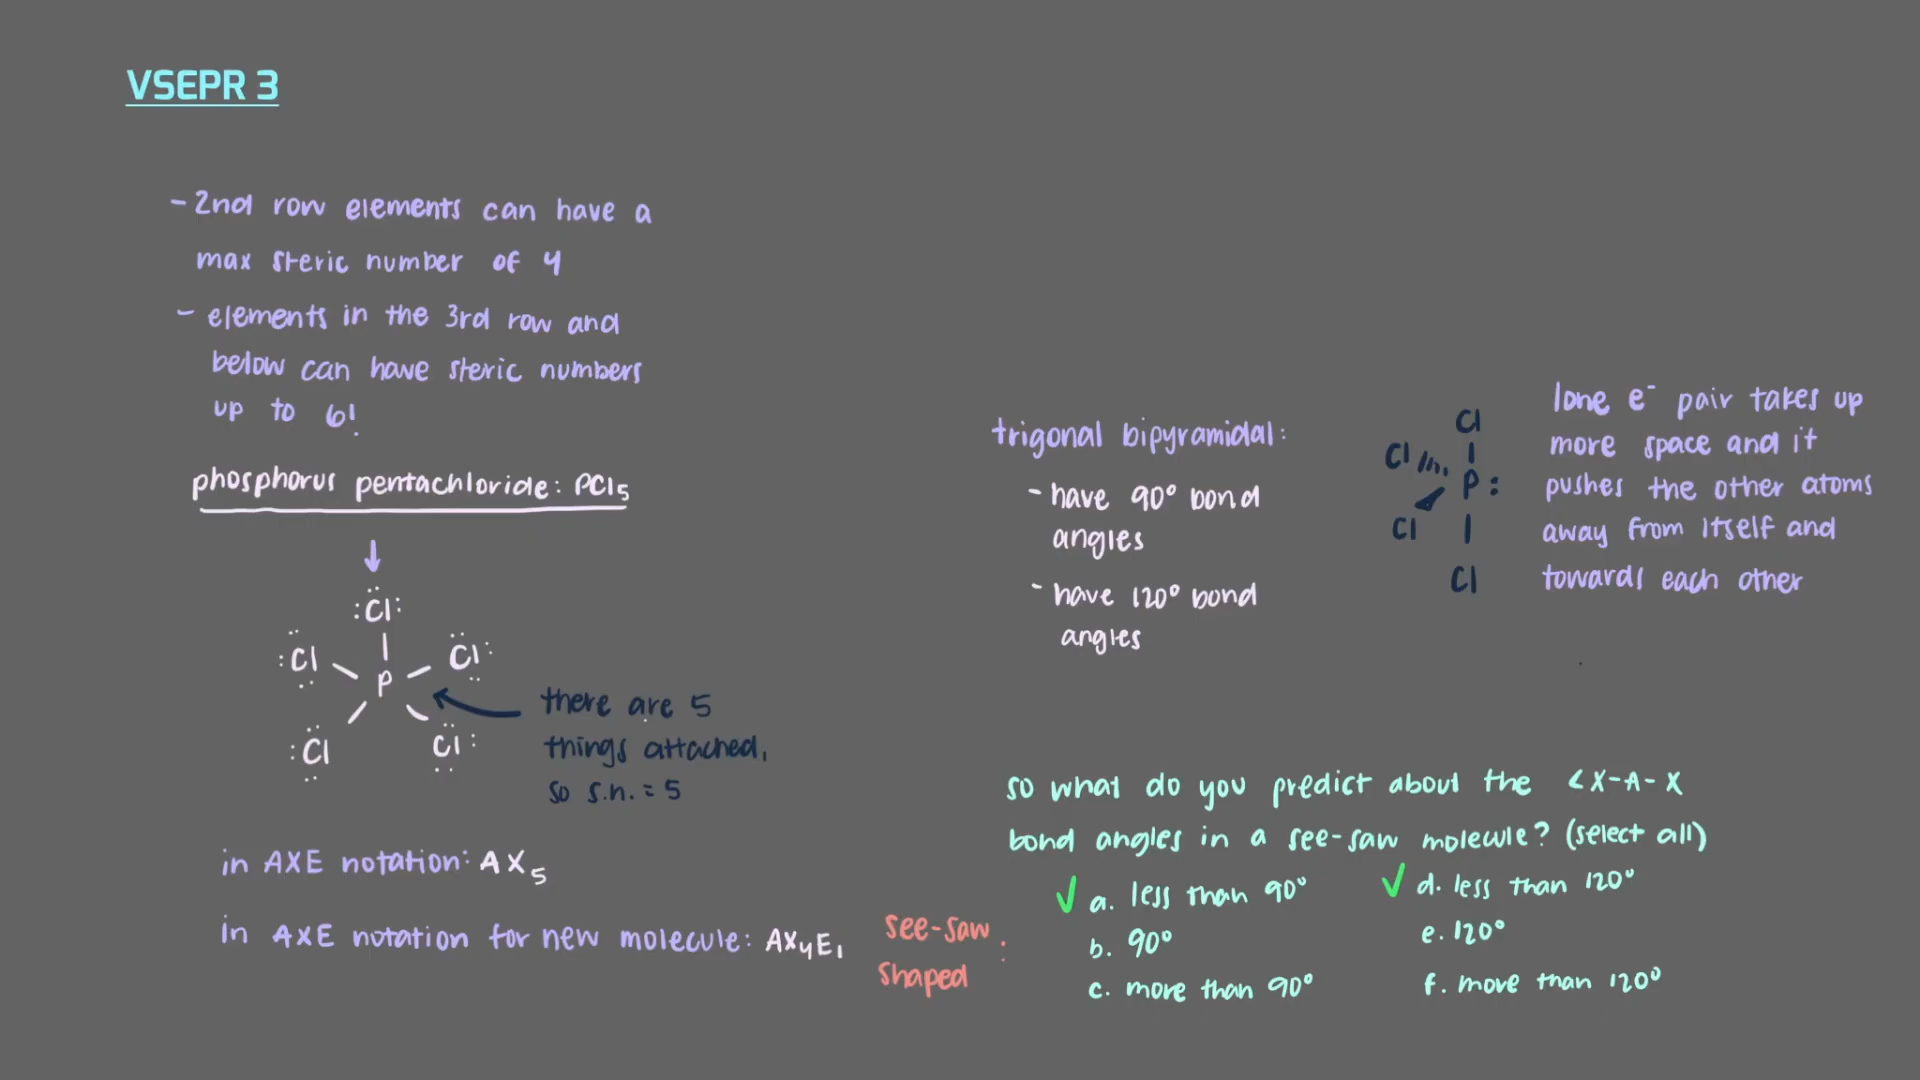 VSEPR 3
- 2nd row elements can have a
max steric number of 4
- elements in the 3rd row and
below can have steric numbers
up to 6!
phosphorus pentachloride: PCl₅
:Cl:
:Cl
Cl:
P
:Cl
Cl:
there are 5
things attached,
so s.n. = 5
in AXE notation: AX₅
in AXE notation for new molecule: AX₄E₁
see-saw
shaped
trigonal bipyramidal:
- have 90° bond
angles
- have 120° bond
angles
Cl
Cl
P:
Cl
Cl
lone e⁻ pair takes up
more space and it
pushes the other atoms
away from itself and
towards each other
so what do you predict about the <X-A-X
bond angles in a see-saw molecule? (select all)
✓ a. less than 90°
b. 90°
c. more than 90°
✓ d. less than 120°
e. 120°
f. more than 120°